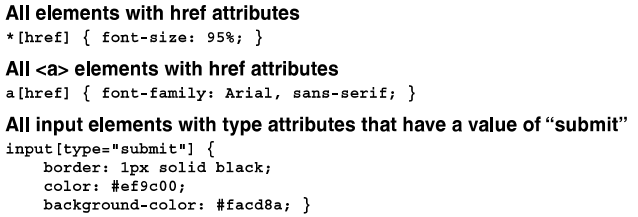 All elements with href attributes
*[href] { font-size: 95%; }
All <a> elements with href attributes
a[href] { font-family: Arial, sans-serif; }
All input elements with type attributes that have a value of “submit”
input[type="submit"] {
    border: 1px solid black;
    color: #ef9c00;
    background-color: #facd8a; }